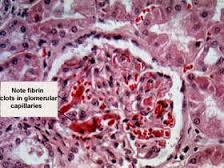 Note fibrin
clots in glomerular
capillaries